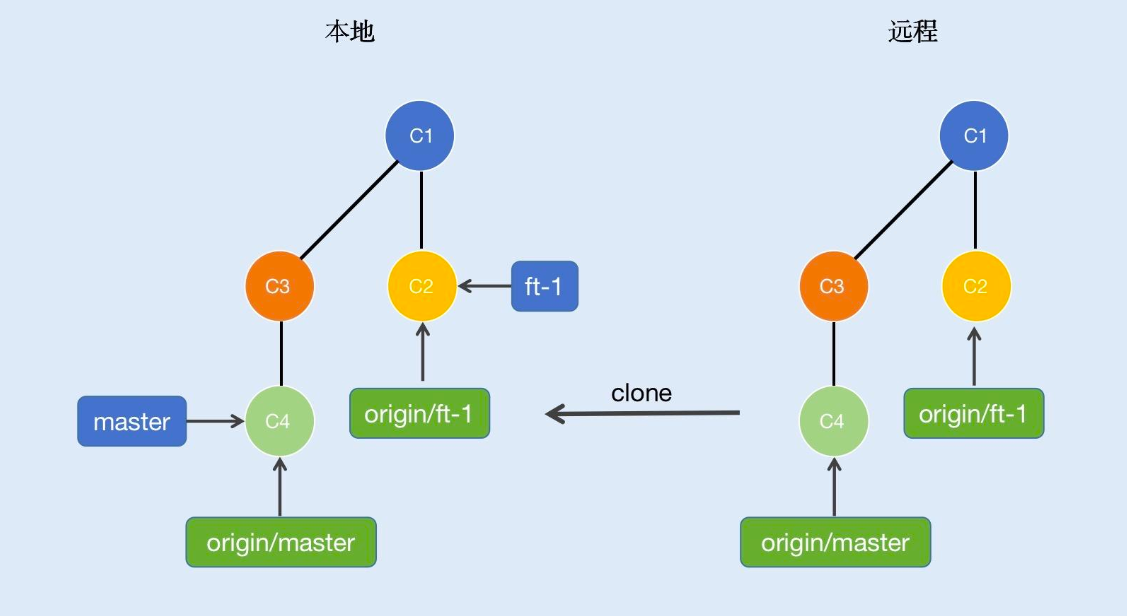 本地
远程
C1
C1
C3
C2
ft-1
C3
C2
clone
master
C4
origin/ft-1
C4
origin/ft-1
origin/master
origin/master